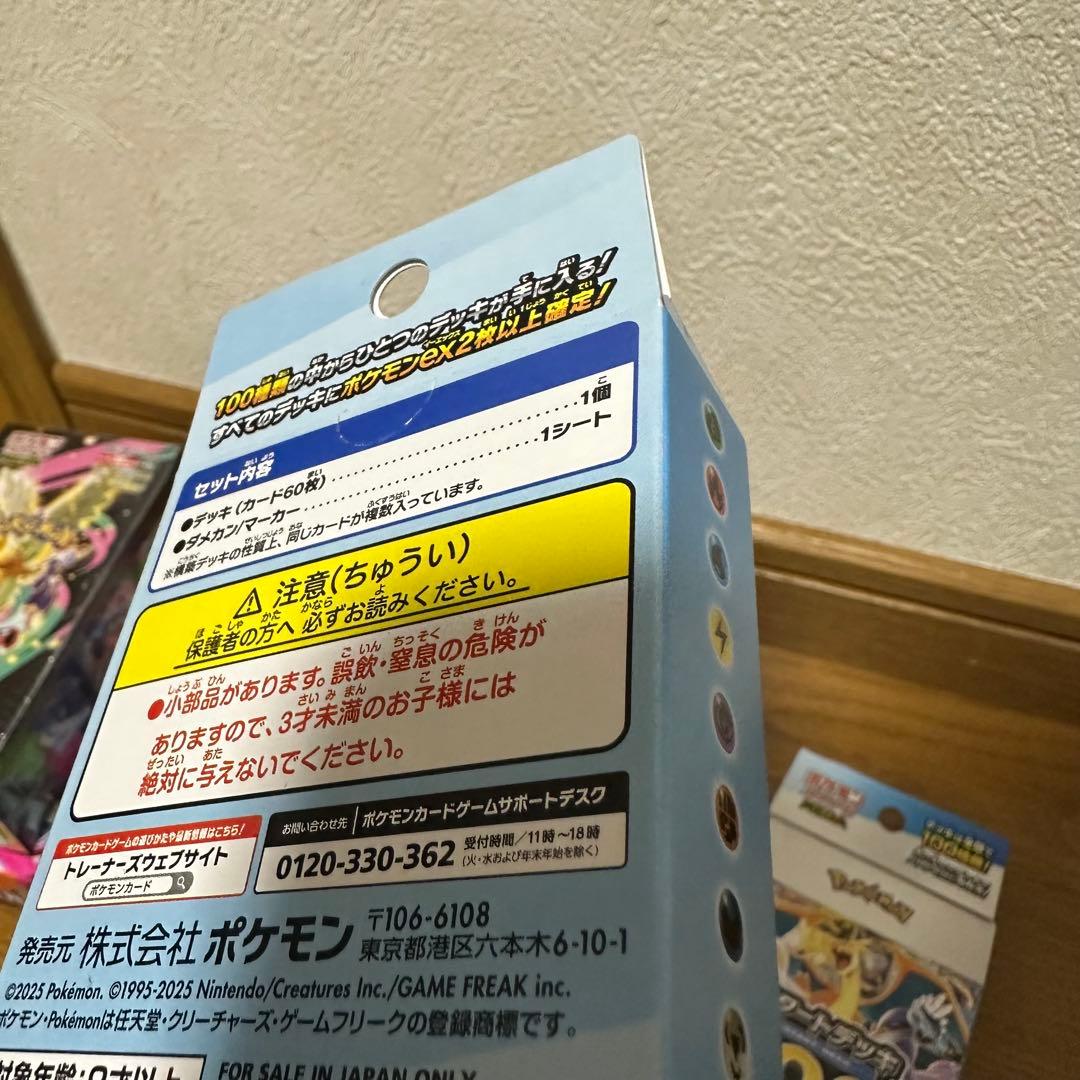 100種類の中からひとつのデッキが手に入る!
すべてのデッキにポケモンex2枚以上確定!
セット内容
●デッキ(カード60枚)..............................1個
●ダメカン/マーカー..............................1シート
※構築デッキの性質上、同じカードが複数入っています。
⚠ 注意(ちゅうい)
保護者の方へ 必ずお読みください。
●小部品があります。誤飲・窒息の危険が
ありますので、3才未満のお子様には
絶対に与えないでください。
ポケモンカードゲームの遊びかたや最新情報はこちら!
トレーナーズウェブサイト
ポケモンカード
お問い合わせ先 ポケモンカードゲームサポートデスク
0120-330-362 受付時間/11時〜18時
(火・水および年末年始を除く)
発売元 株式会社ポケモン 〒106-6108
東京都港区六本木6-10-1
©2025 Pokémon. ©1995-2025 Nintendo/Creatures Inc./GAME FREAK inc.
ポケモン・Pokémonは任天堂・クリーチャーズ・ゲームフリークの登録商標です。
FOR SALE IN JAPAN ONLY
MEGA
スタートデッキ